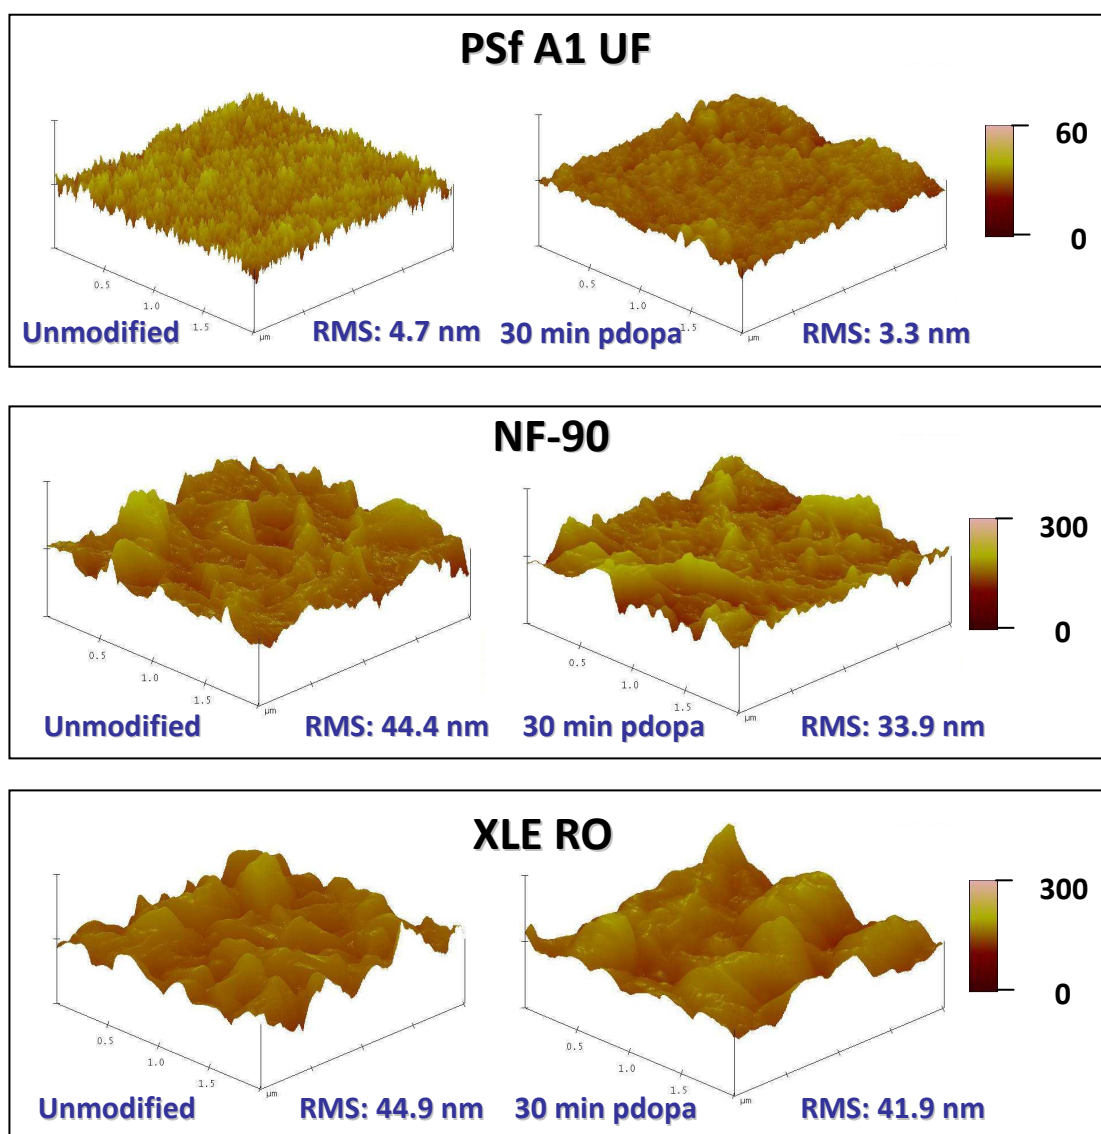 PSf A1 UF
60
0
0.5
1.0
1.5
µm
0.5
1.0
1.5
µm
Unmodified RMS: 4.7 nm 30 min pdopa RMS: 3.3 nm
NF-90
300
0
0.5
1.0
1.5
µm
0.5
1.0
1.5
µm
Unmodified RMS: 44.4 nm 30 min pdopa RMS: 33.9 nm
XLE RO
300
0
0.5
1.0
1.5
µm
0.5
1.0
1.5
µm
Unmodified RMS: 44.9 nm 30 min pdopa RMS: 41.9 nm